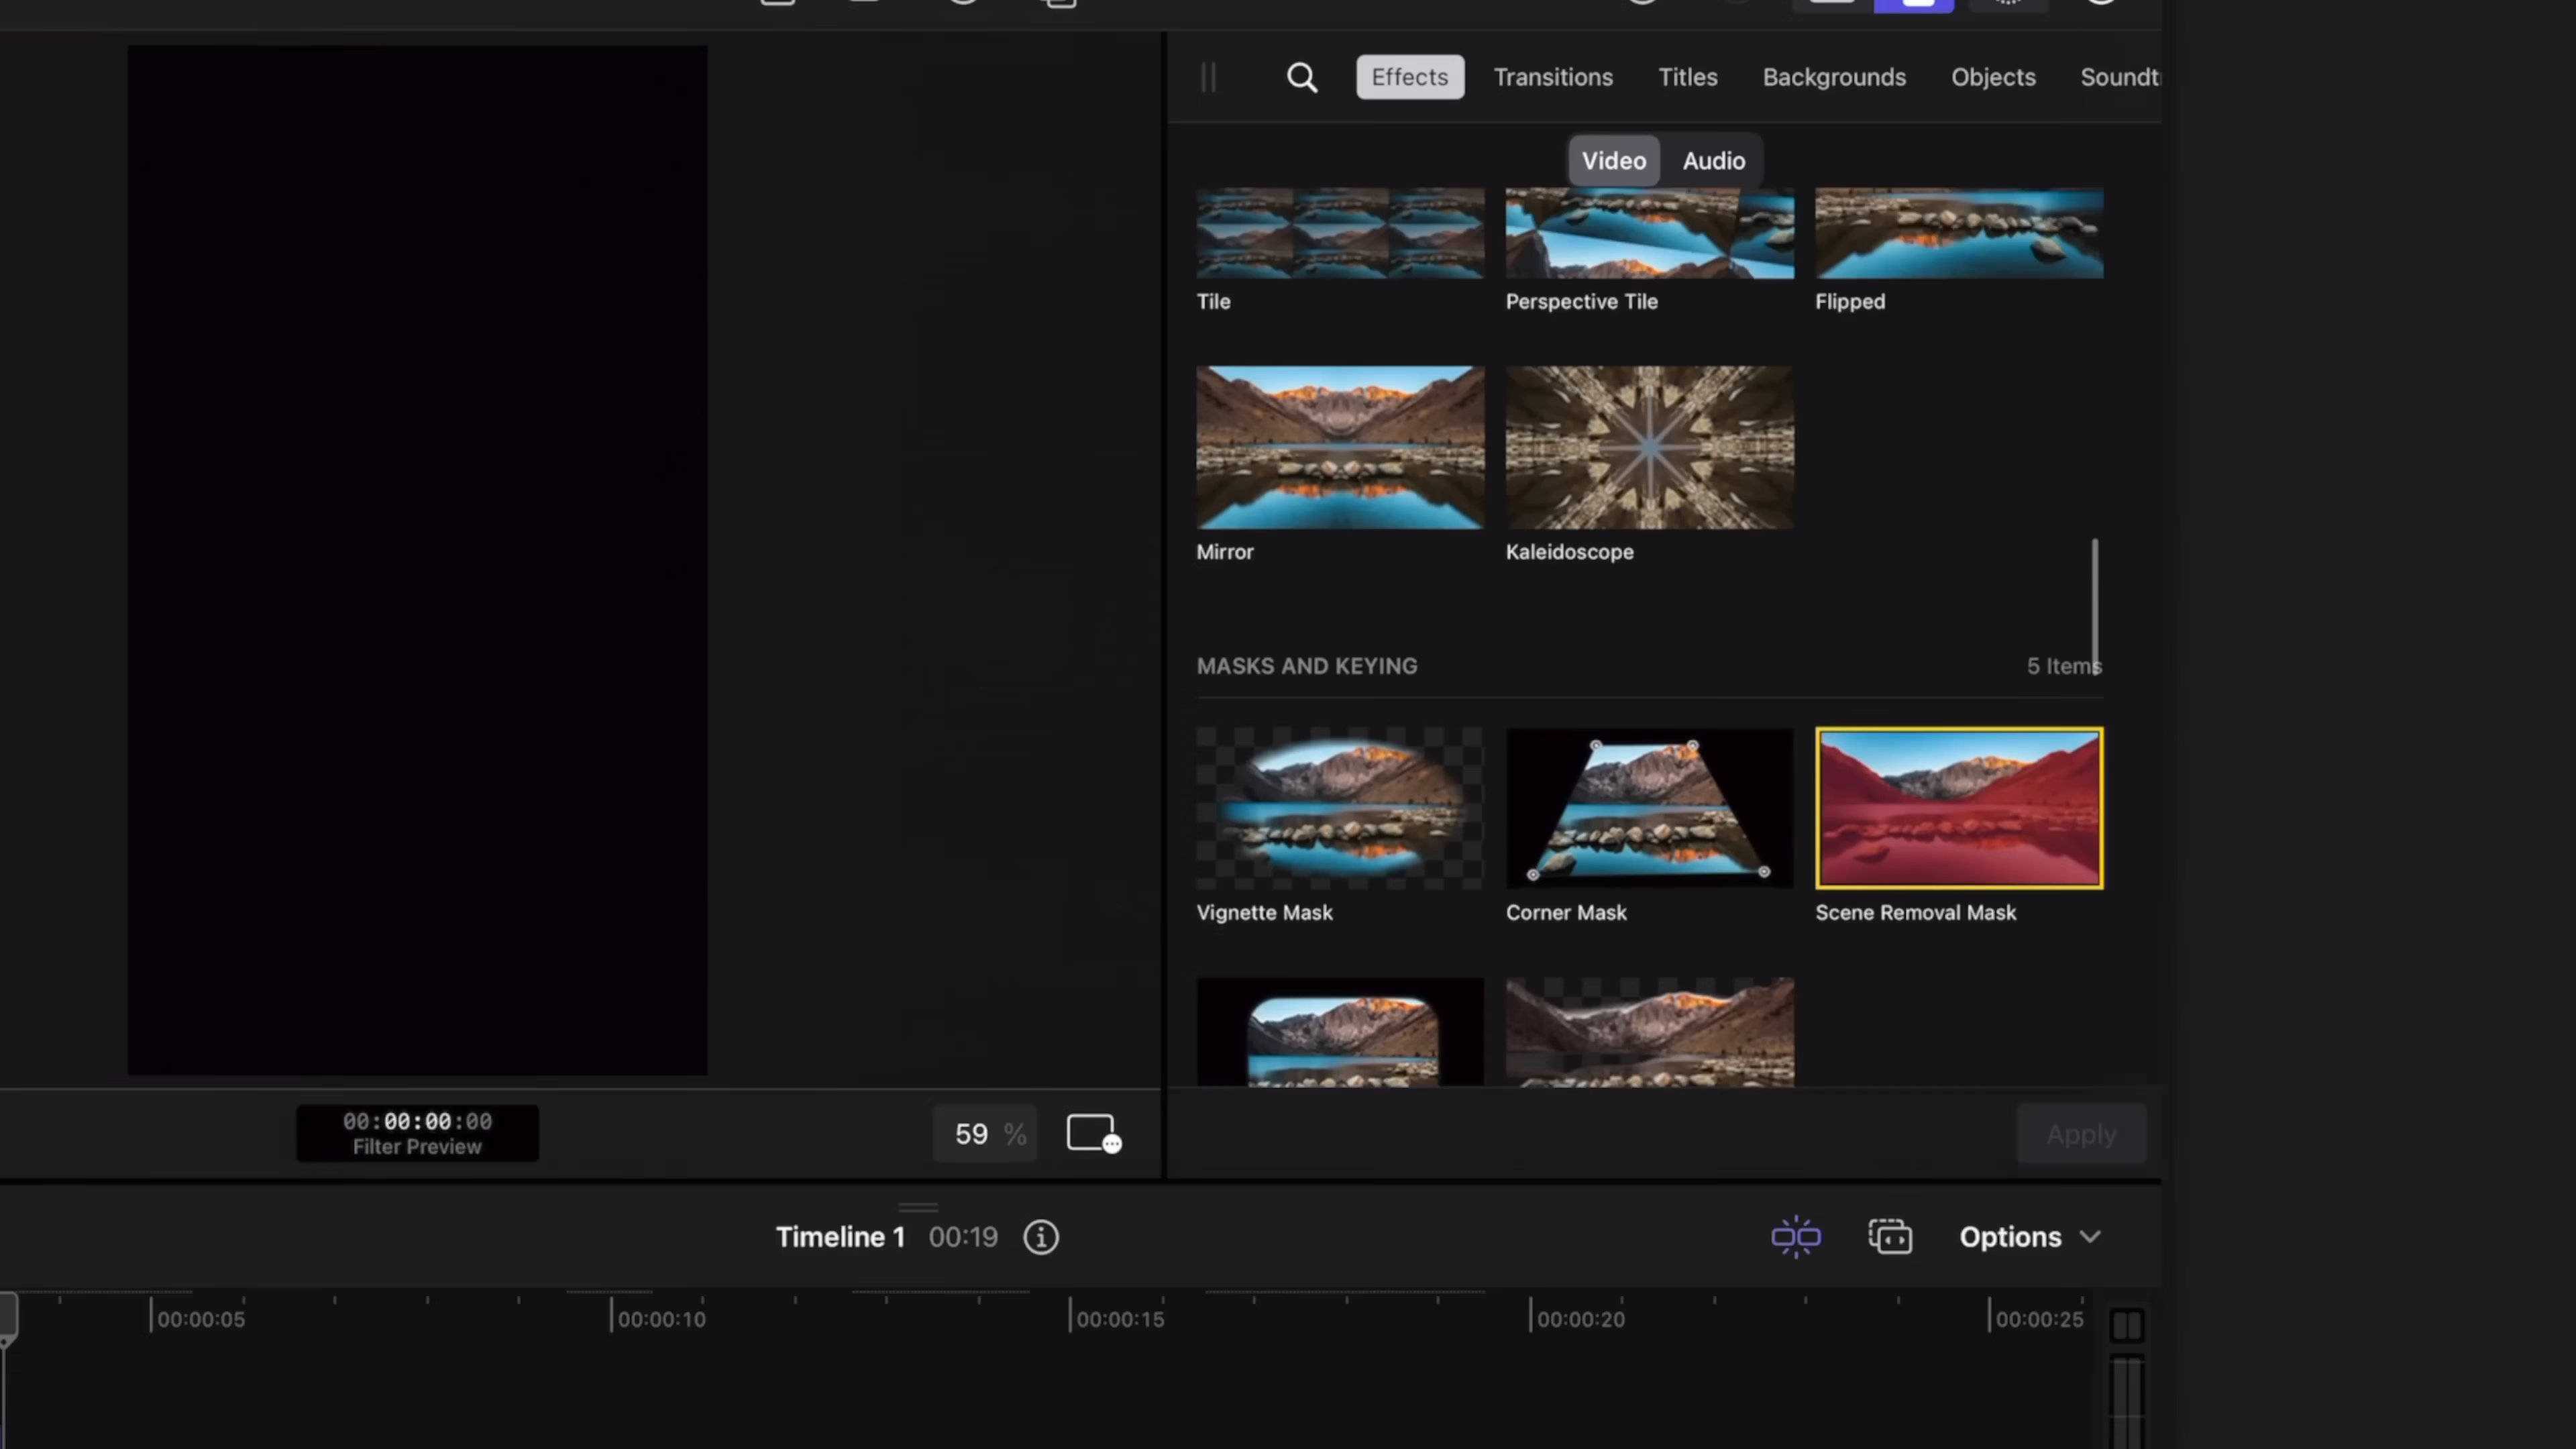 Effects Transitions Titles Backgrounds Objects Soundt
Video Audio
Tile Perspective Tile Flipped
Mirror Kaleidoscope
MASKS AND KEYING 5 Items
Vignette Mask Corner Mask Scene Removal Mask
00:00:00:00
Filter Preview
59 %
Apply
Timeline 1 00:19
Options
00:00:05 00:00:10 00:00:15 00:00:20 00:00:25